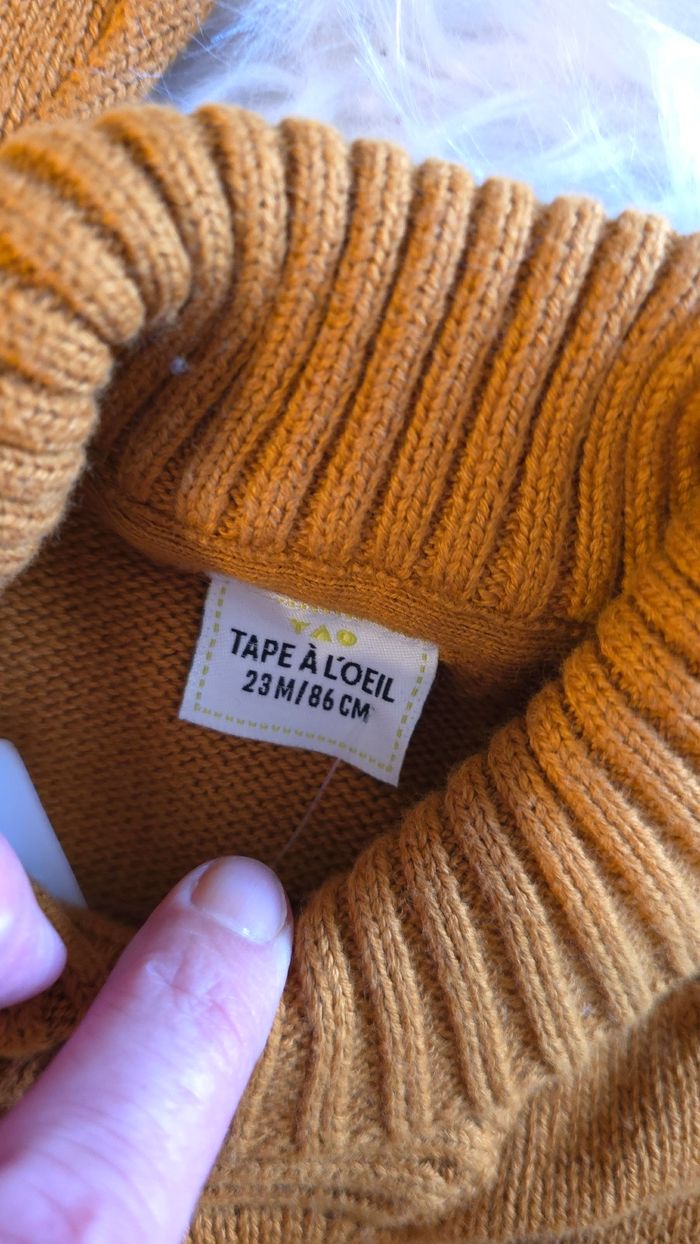 TAO
TAPE À L'OEIL
23 M/86 CM